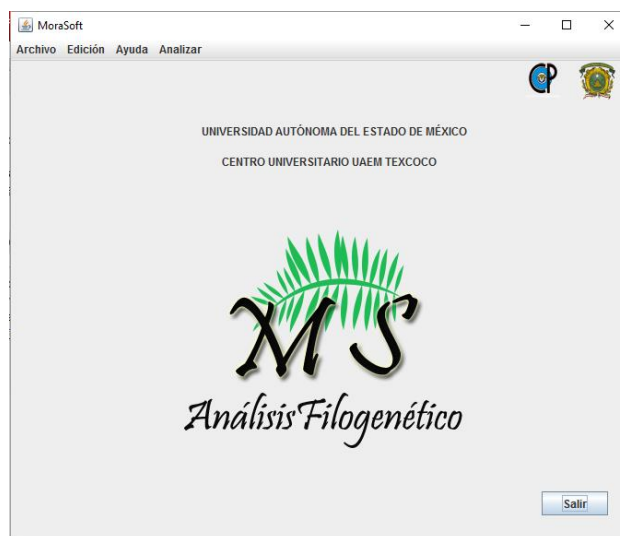 MoraSoft
Archivo Edición Ayuda Analizar
CP
UNIVERSIDAD AUTÓNOMA DEL ESTADO DE MÉXICO
CENTRO UNIVERSITARIO UAEM TEXCOCO
MS
Análisis Filogenético
Salir